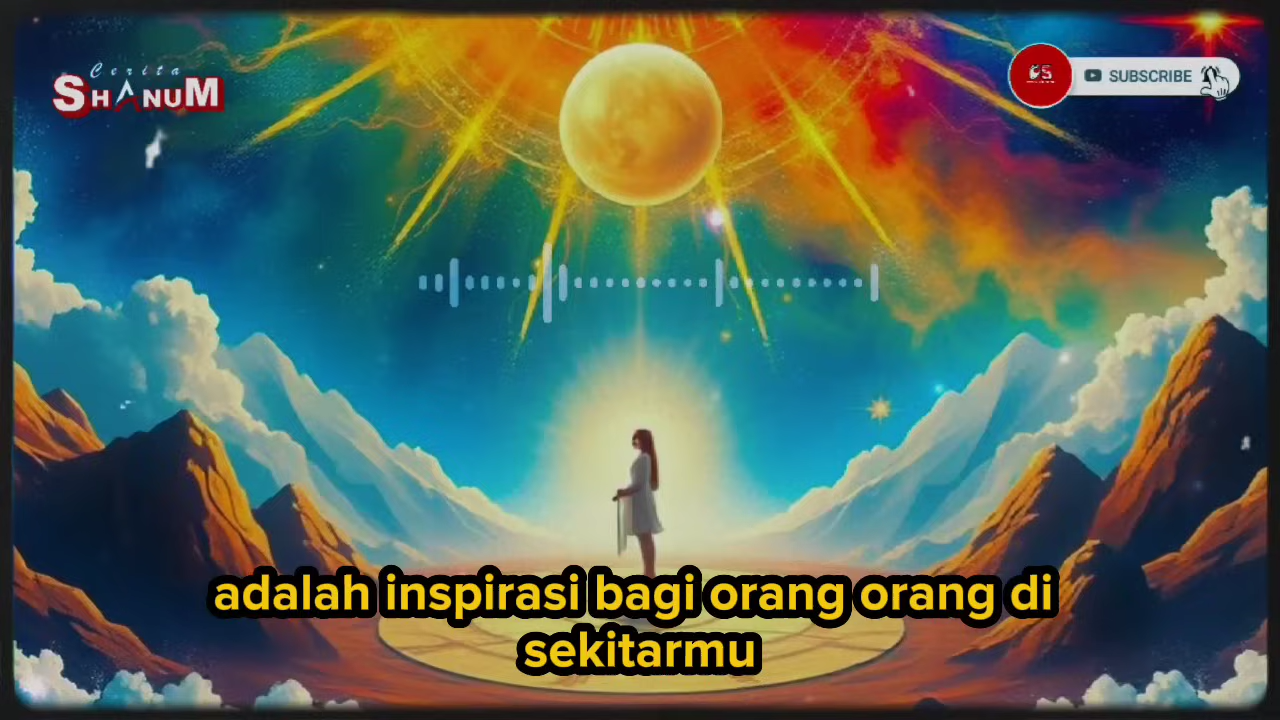 Cerita
SHANUM
SUBSCRIBE
adalah inspirasi bagi orang orang di
sekitarmu